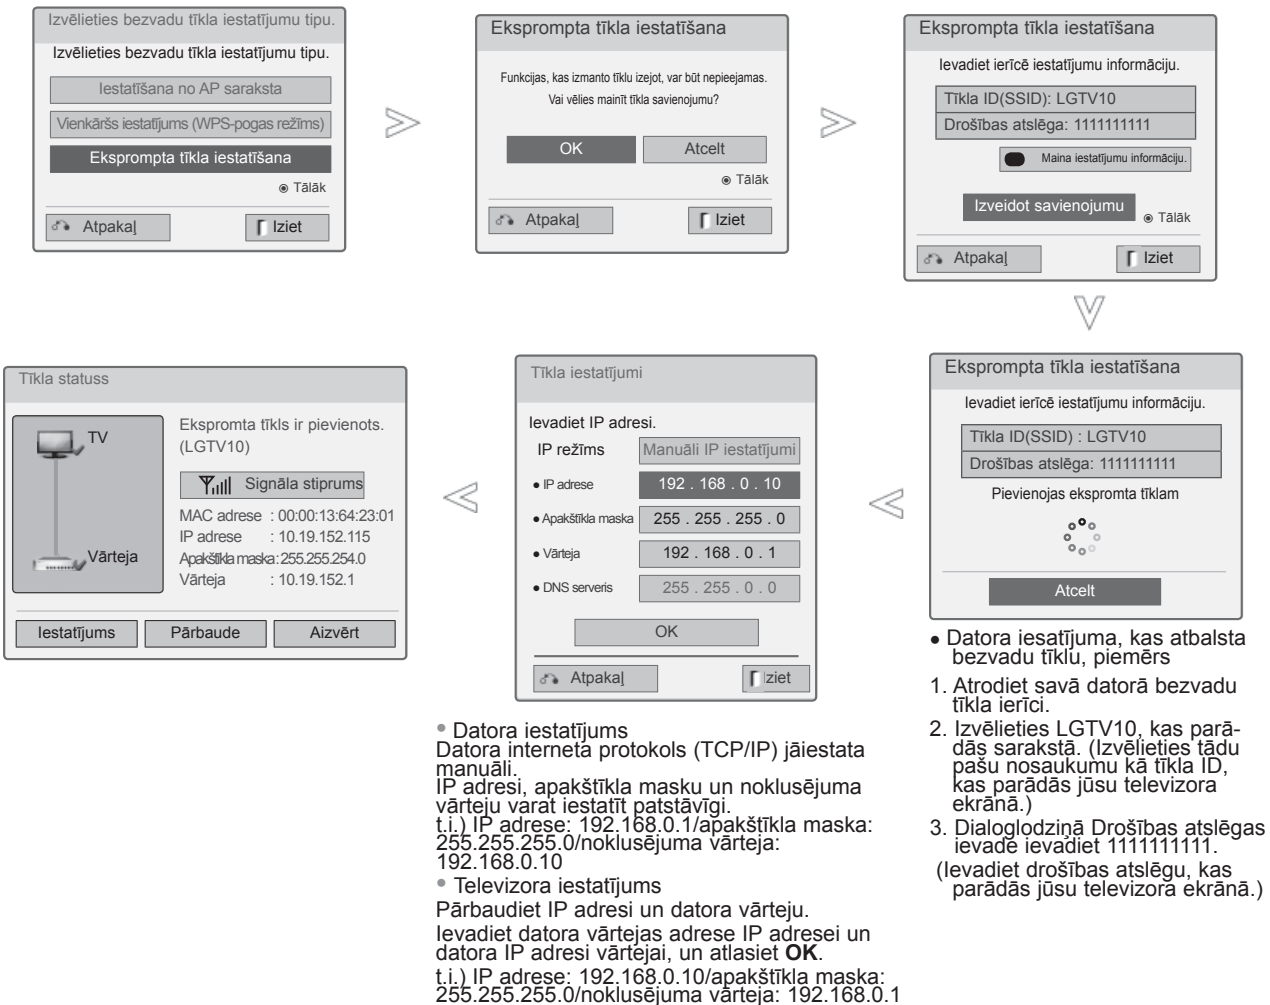 Izvēlieties bezvadu tīkla iestatījumu tipu.
Izvēlieties bezvadu tīkla iestatījumu tipu.
Iestatīšana no AP saraksta
Vienkāršs iestatījums (WPS-pogas režīms)
Eksprompta tīkla iestatīšana
Tālāk
Atpakaļ
Iziet
Eksprompta tīkla iestatīšana
Funkcijas, kas izmanto tīklu izejot, var būt nepieejamas.
Vai vēlies mainīt tīkla savienojumu?
OK
Atcelt
Tālāk
Atpakaļ
Iziet
Eksprompta tīkla iestatīšana
Ievadiet ierīcē iestatījumu informāciju.
Tīkla ID(SSID): LGTV10
Drošības atslēga: 1111111111
Maina iestatījumu informāciju.
Izveidot savienojumu
Tālāk
Atpakaļ
Iziet
Eksprompta tīkla iestatīšana
Ievadiet ierīcē iestatījumu informāciju.
Tīkla ID(SSID) : LGTV10
Drošības atslēga: 1111111111
Pievienojas ekspromta tīklam
Atcelt
Tīkla iestatījumi
Ievadiet IP adresi.
IP režīms Manuāli IP iestatījumi
● IP adrese 192 . 168 . 0 . 10
● Apakštīkla maska 255 . 255 . 255 . 0
● Vārteja 192 . 168 . 0 . 1
● DNS serveris 255 . 255 . 0 . 0
OK
Atpakaļ
Iziet
Tīkla statuss
TV
Vārteja
Ekspromta tīkls ir pievienots.
(LGTV10)
Signāla stiprums
MAC adrese : 00:00:13:64:23:01
IP adrese : 10.19.152.115
Apakštīkla maska : 255.255.254.0
Vārteja : 10.19.152.1
Iestatījums
Pārbaude
Aizvērt
● Datora iesatījuma, kas atbalsta
bezvadu tīklu, piemērs
1. Atrodiet savā datorā bezvadu
tīkla ierīci.
2. Izvēlieties LGTV10, kas parā-
dās sarakstā. (Izvēlieties tādu
pašu nosaukumu kā tīkla ID,
kas parādās jūsu televizora
ekrānā.)
3. Dialoglodziņā Drošības atslēgas
ievade ievadiet 1111111111.
(Ievadiet drošības atslēgu, kas
parādās jūsu televizora ekrānā.)
● Datora iestatījums
Datora interneta protokols (TCP/IP) jāiestata
manuāli.
IP adresi, apakštīkla masku un noklusējuma
vārteju varat iestatīt patstāvīgi.
t.i.) IP adrese: 192.168.0.1/apakštīkla maska:
255.255.255.0/noklusējuma vārteja:
192.168.0.10
● Televizora iestatījums
Pārbaudiet IP adresi un datora vārteju.
Ievadiet datora vārtejas adrese IP adresei un
datora IP adresi vārtejai, un atlasiet OK.
t.i.) IP adrese: 192.168.0.10/apakštīkla maska:
255.255.255.0/noklusējuma vārteja: 192.168.0.1